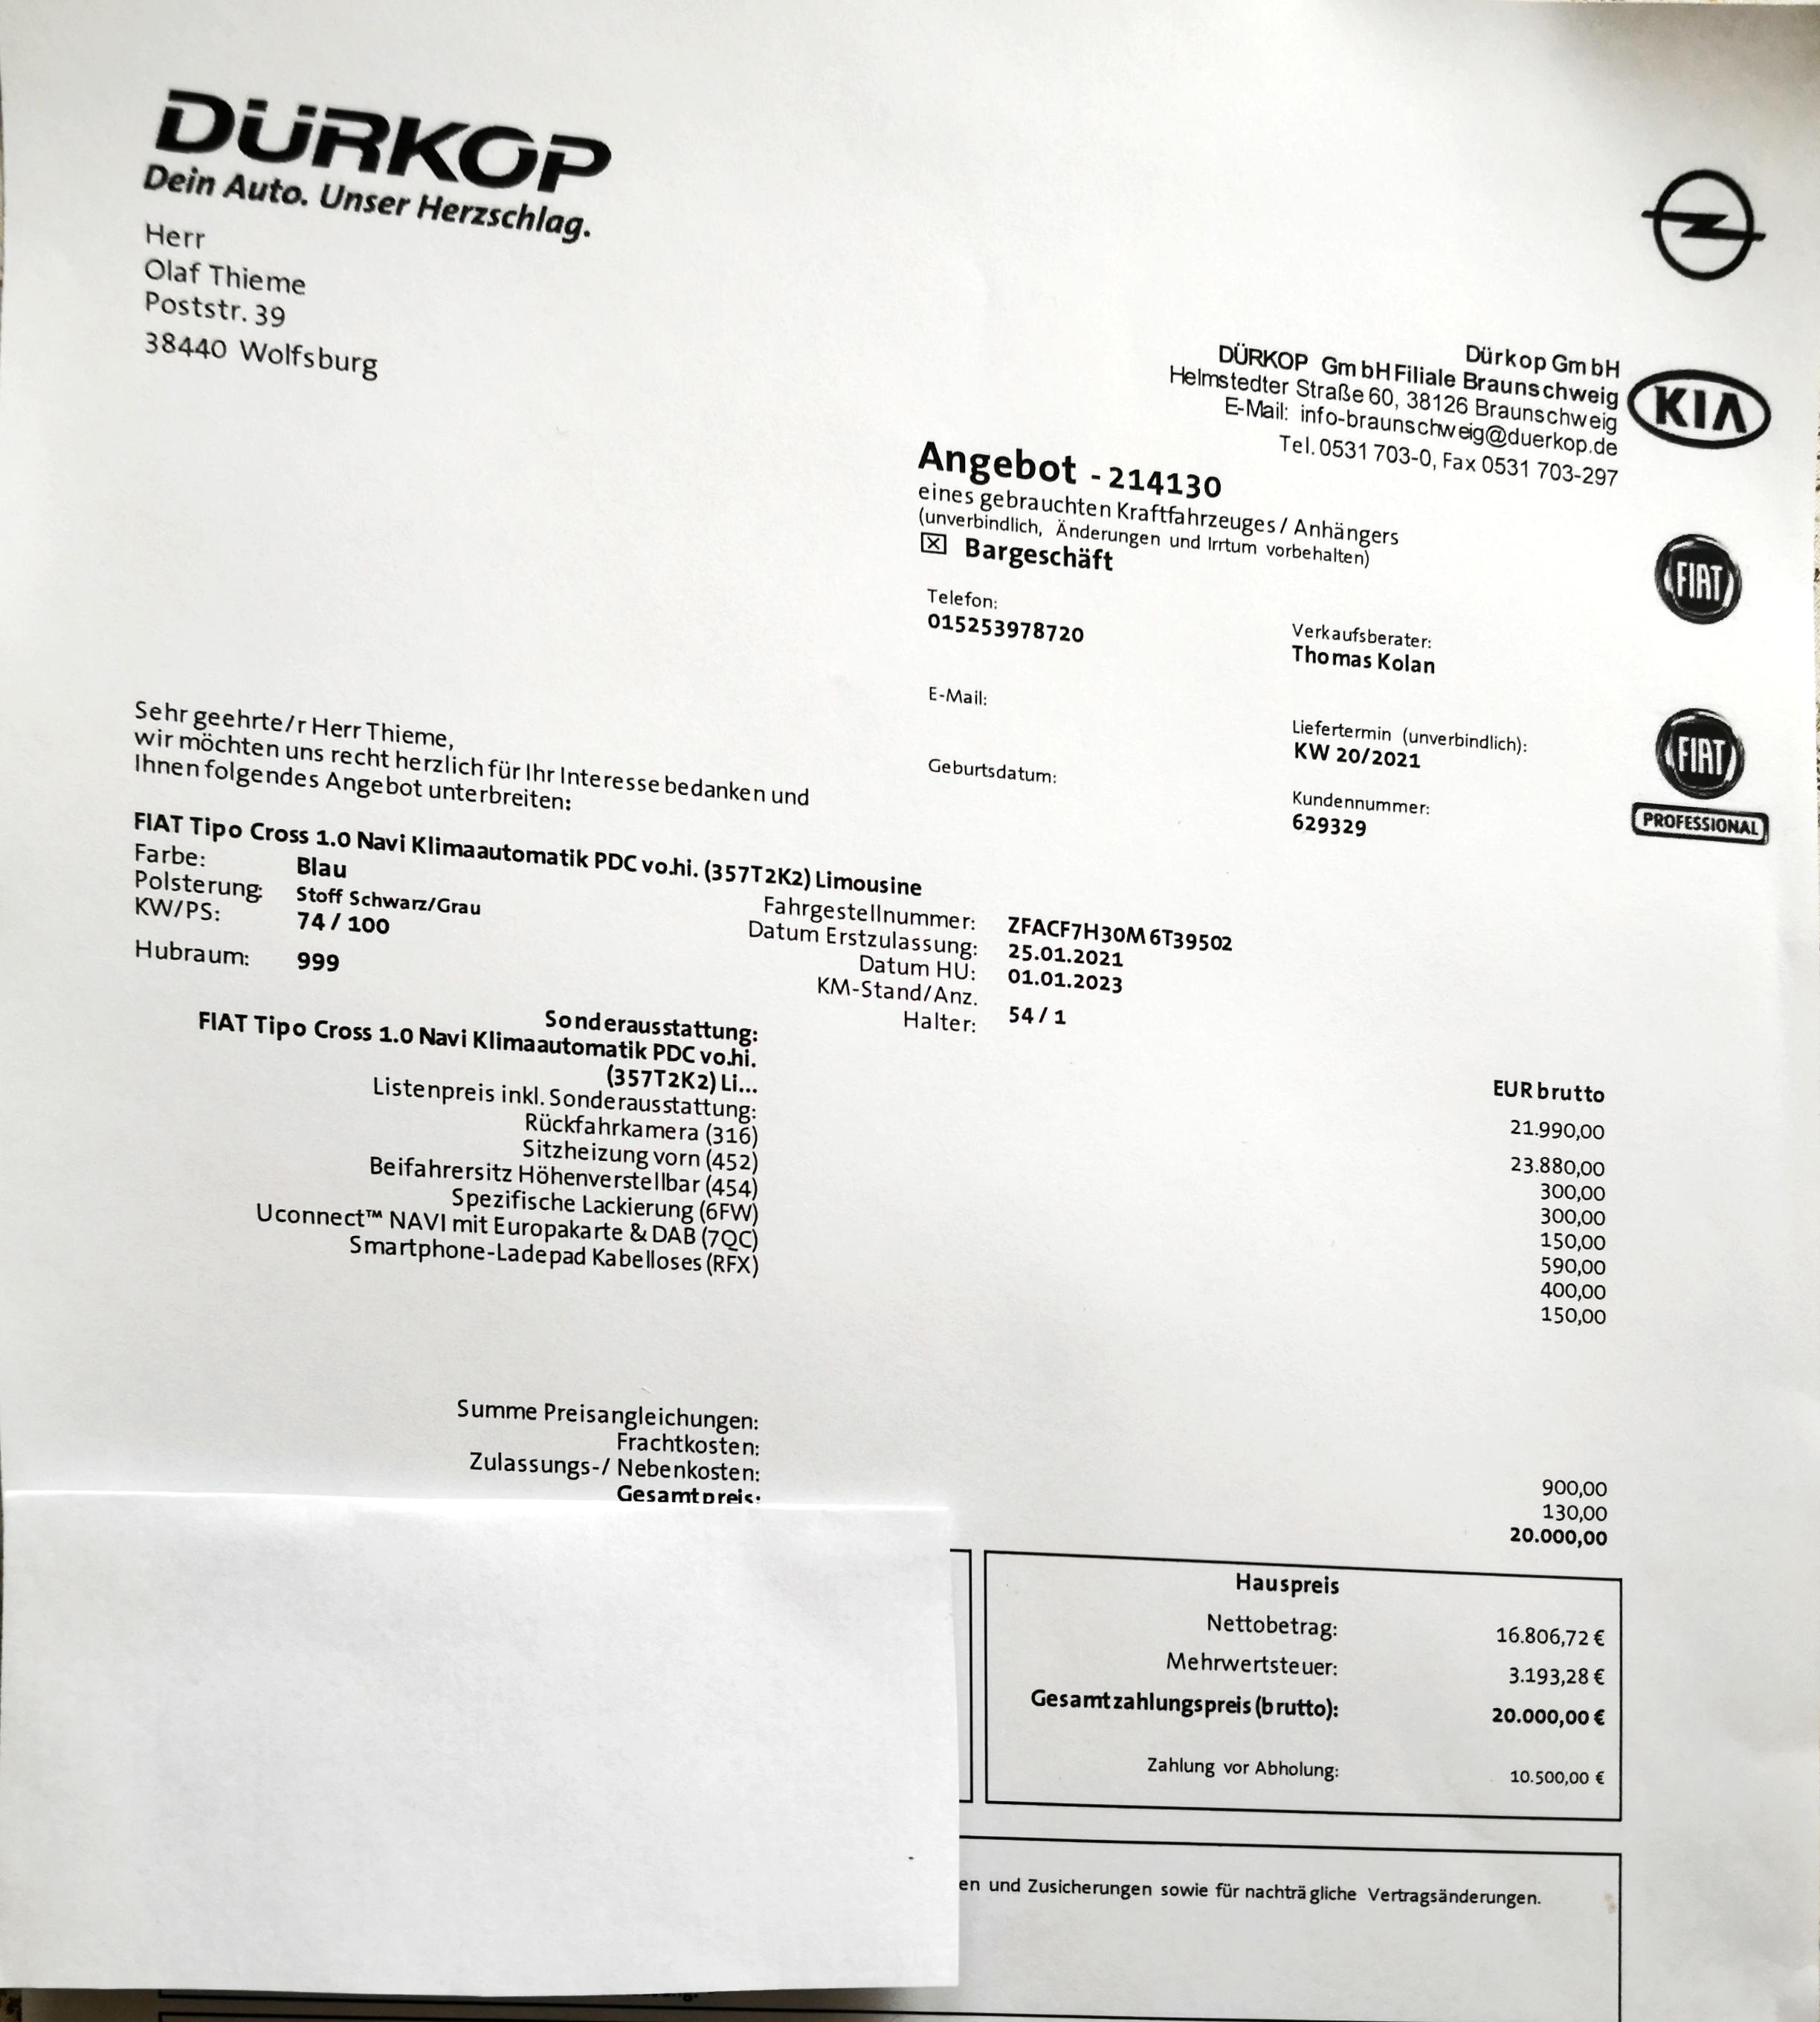 DÜRKOP
Dein Auto. Unser Herzschlag.
Herr
Olaf Thieme
Poststr. 39
38440 Wolfsburg
Dürkop GmbH
DÜRKOP GmbH Filiale Braunschweig
Helmstedter Straße 60, 38126 Braunschweig
E-Mail: info-braunschweig@duerkop.de
Tel. 0531 703-0, Fax 0531 703-297
KIA
FIAT
FIAT
PROFESSIONAL
Angebot - 214130
eines gebrauchten Kraftfahrzeuges / Anhängers
(unverbindlich, Änderungen und Irrtum vorbehalten)
☒ Bargeschäft
Telefon:
015253978720
Verkaufsberater:
Thomas Kolan
E-Mail:
Liefertermin (unverbindlich):
KW 20/2021
Geburtsdatum:
Kundennummer:
629329
Sehr geehrte/r Herr Thieme,
wir möchten uns recht herzlich für Ihr Interesse bedanken und
Ihnen folgendes Angebot unterbreiten:
FIAT Tipo Cross 1.0 Navi Klimaautomatik PDC vo.hi. (357T2K2) Limousine
Farbe: Blau
Polsterung: Stoff Schwarz/Grau
KW/PS: 74 / 100
Hubraum: 999
Fahrgestellnummer: ZFACF7H30M6T39502
Datum Erstzulassung: 25.01.2021
Datum HU: 01.01.2023
KM-Stand/Anz.
Halter: 54 / 1
Sonderausstattung:
EUR brutto
FIAT Tipo Cross 1.0 Navi Klimaautomatik PDC vo.hi.
(357T2K2) Li...
21.990,00
Listenpreis inkl. Sonderausstattung: 23.880,00
Rückfahrkamera (316) 300,00
Sitzheizung vorn (452) 300,00
Beifahrersitz Höhenverstellbar (454) 150,00
Spezifische Lackierung (6FW) 590,00
Uconnect™ NAVI mit Europakarte & DAB (7QC) 400,00
Smartphone-Ladepad Kabelloses (RFX) 150,00
Summe Preisangleichungen:
Frachtkosten: 900,00
Zulassungs-/ Nebenkosten: 130,00
Gesamtpreis: 20.000,00
Hauspreis
Nettobetrag: 16.806,72 €
Mehrwertsteuer: 3.193,28 €
Gesamtzahlungspreis (brutto): 20.000,00 €
Zahlung vor Abholung: 10.500,00 €
en und Zusicherungen sowie für nachträgliche Vertragsänderungen.